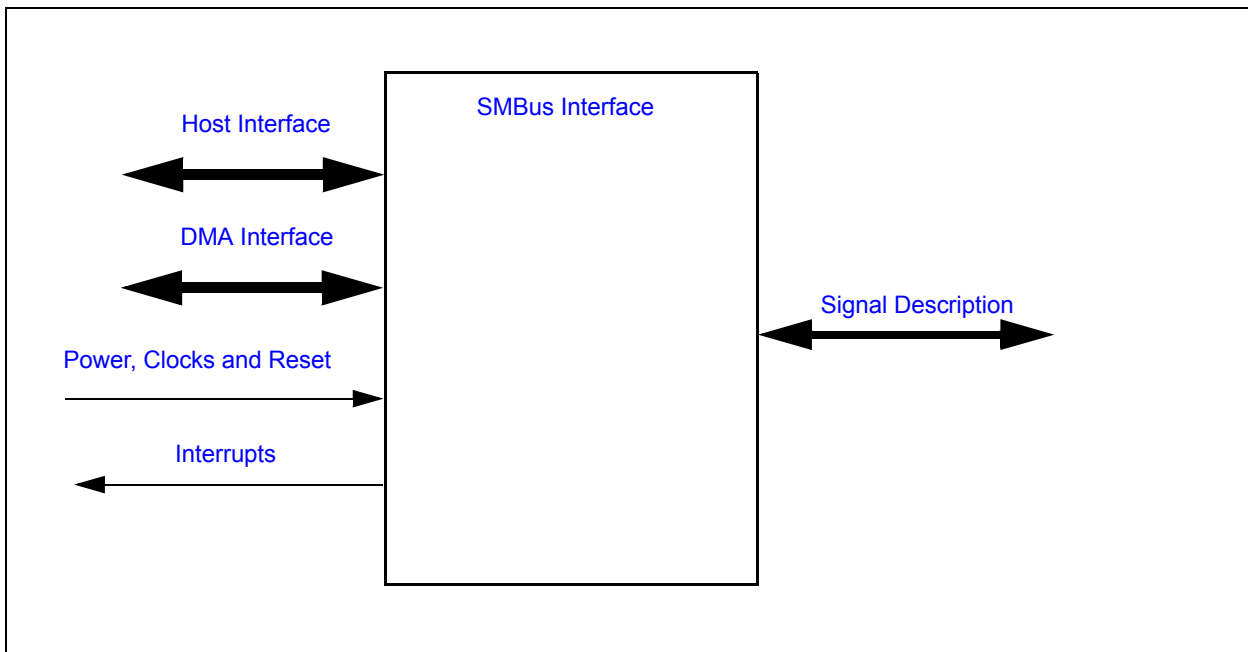 SMBus Interface
Host Interface
DMA Interface
Signal Description
Power, Clocks and Reset
Interrupts